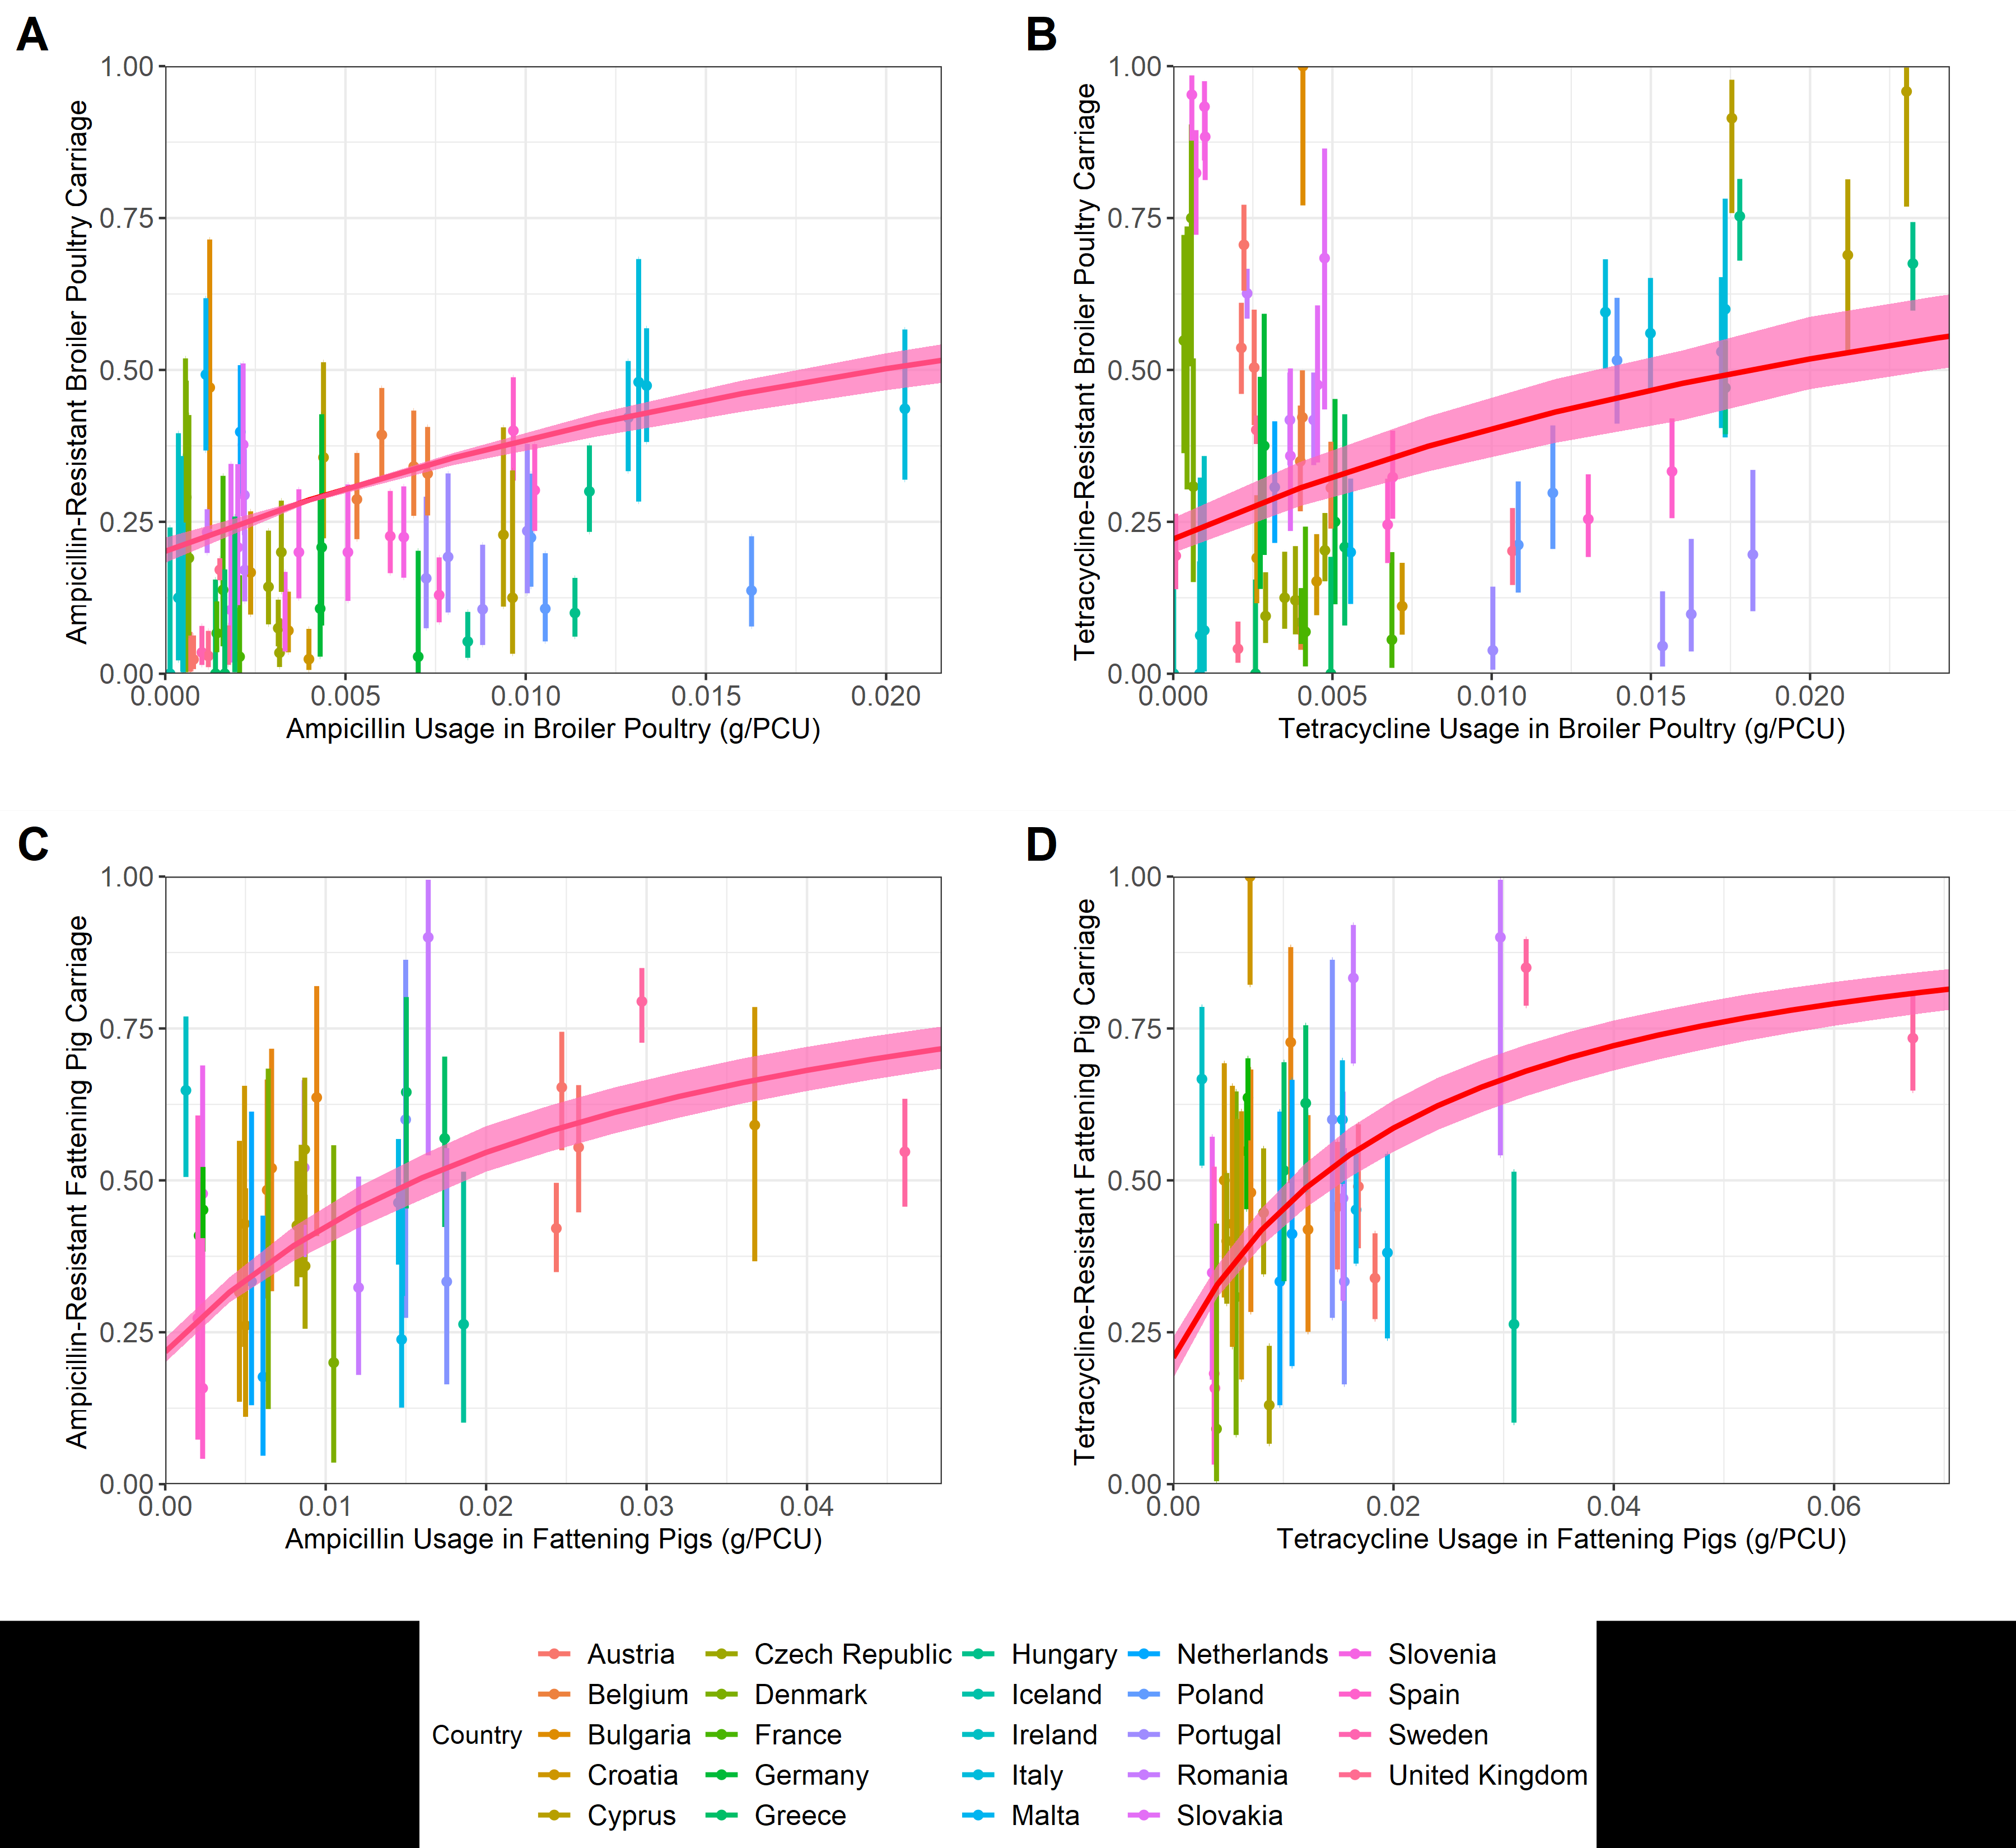 A
B
1.00
0.75
0.50
0.25
0.00
Ampicillin-Resistant Broiler Poultry Carriage
0.000 0.005 0.010 0.015 0.020
Ampicillin Usage in Broiler Poultry (g/PCU)
1.00
0.75
0.50
0.25
0.00
Tetracycline-Resistant Broiler Poultry Carriage
0.000 0.005 0.010 0.015 0.020
Tetracycline Usage in Broiler Poultry (g/PCU)
C
D
1.00
0.75
0.50
0.25
0.00
Ampicillin-Resistant Fattening Pig Carriage
0.00 0.01 0.02 0.03 0.04
Ampicillin Usage in Fattening Pigs (g/PCU)
1.00
0.75
0.50
0.25
0.00
Tetracycline-Resistant Fattening Pig Carriage
0.00 0.02 0.04 0.06
Tetracycline Usage in Fattening Pigs (g/PCU)
Country
Austria
Belgium
Bulgaria
Croatia
Cyprus
Czech Republic
Denmark
France
Germany
Greece
Hungary
Iceland
Ireland
Italy
Malta
Netherlands
Poland
Portugal
Romania
Slovakia
Slovenia
Spain
Sweden
United Kingdom